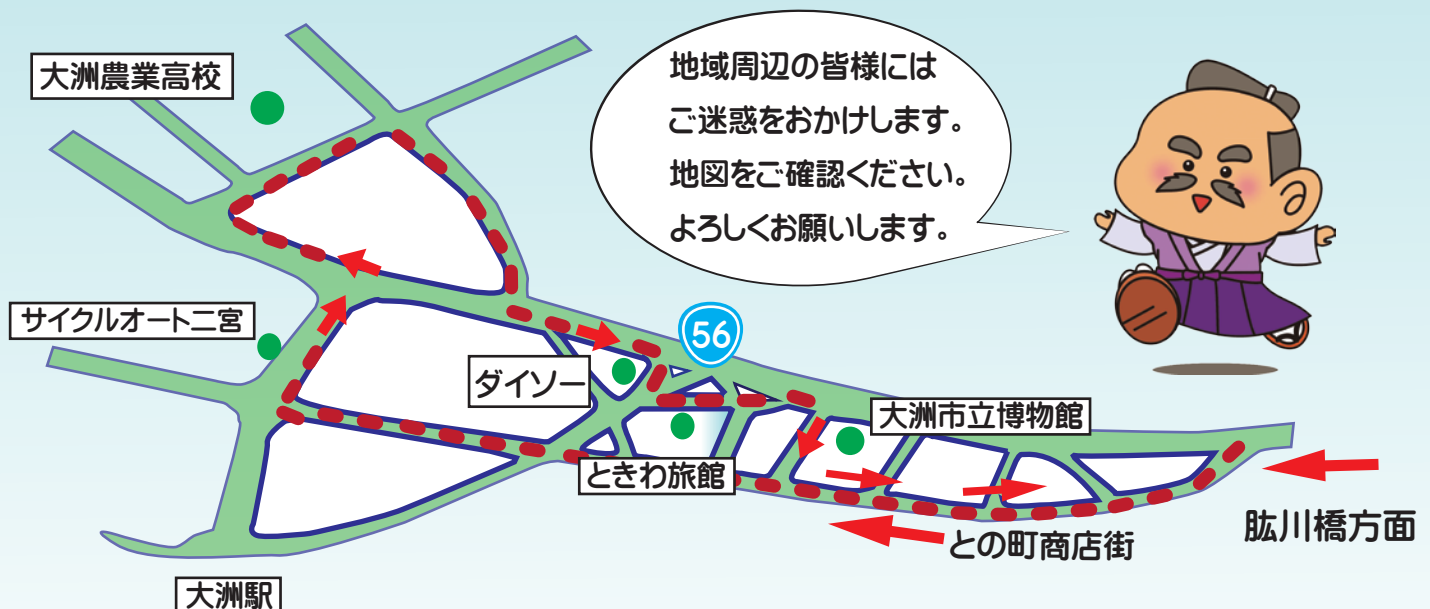 大洲農業高校
地域周辺の皆様には
ご迷惑をおかけします。
地図をご確認ください。
よろしくお願いします。
サイクルオート二宮
56
ダイソー
大洲市立博物館
ときわ旅館
肱川橋方面
との町商店街
大洲駅